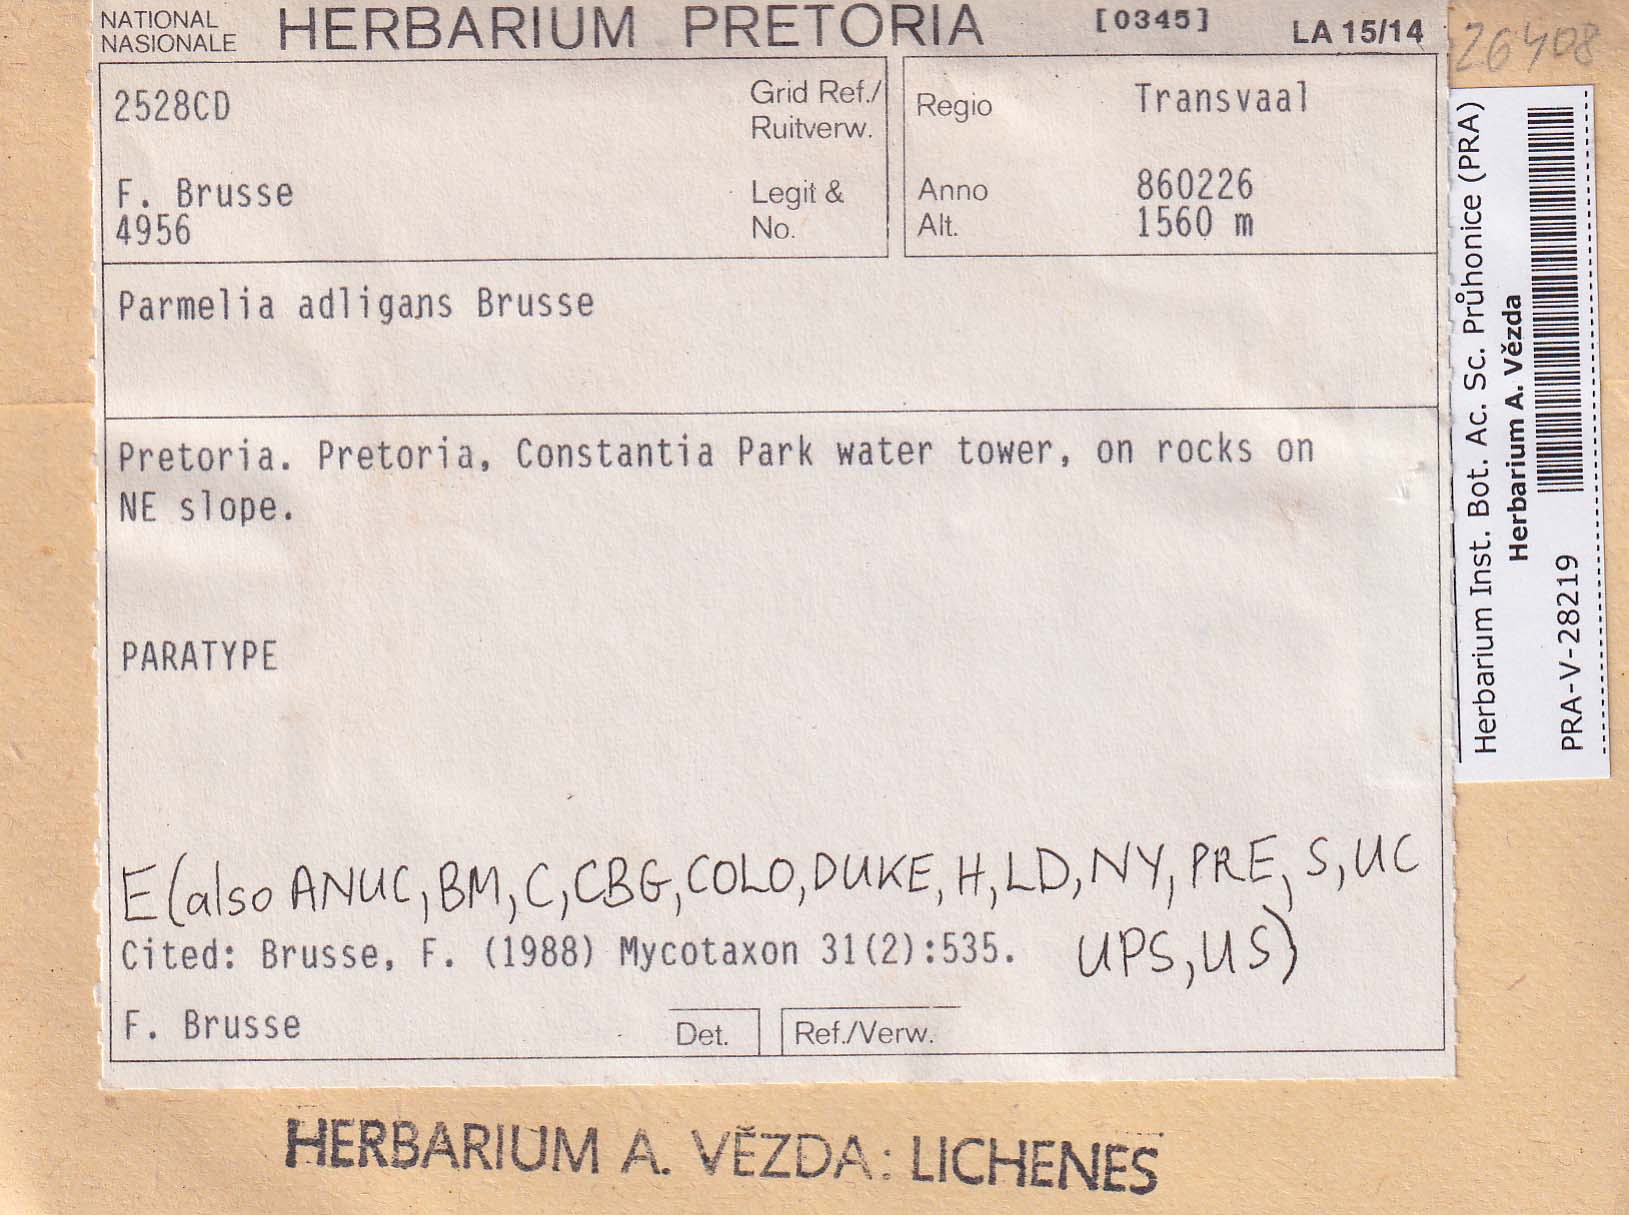 NATIONAL
NASIONALE
HERBARIUM PRETORIA
[0345]
LA 15/14
26408
2528CD
Grid Ref./
Ruitverw.
Regio Transvaal
F. Brusse
4956
Legit &
No.
Anno 860226
Alt. 1560 m
Parmelia adligans Brusse
Pretoria. Pretoria, Constantia Park water tower, on rocks on
NE slope.
PARATYPE
E(also ANUC, BM, C, CBG, COLO, DUKE, H, LD, NY, PRE, S, UC
UPS, US)
Cited: Brusse, F. (1988) Mycotaxon 31(2):535.
F. Brusse
Det.
Ref./Verw.
HERBARIUM A. VĚZDA: LICHENES
Herbarium Inst. Bot. Ac. Sc. Průhonice (PRA)
Herbarium A. Vězda
PRA-V-28219